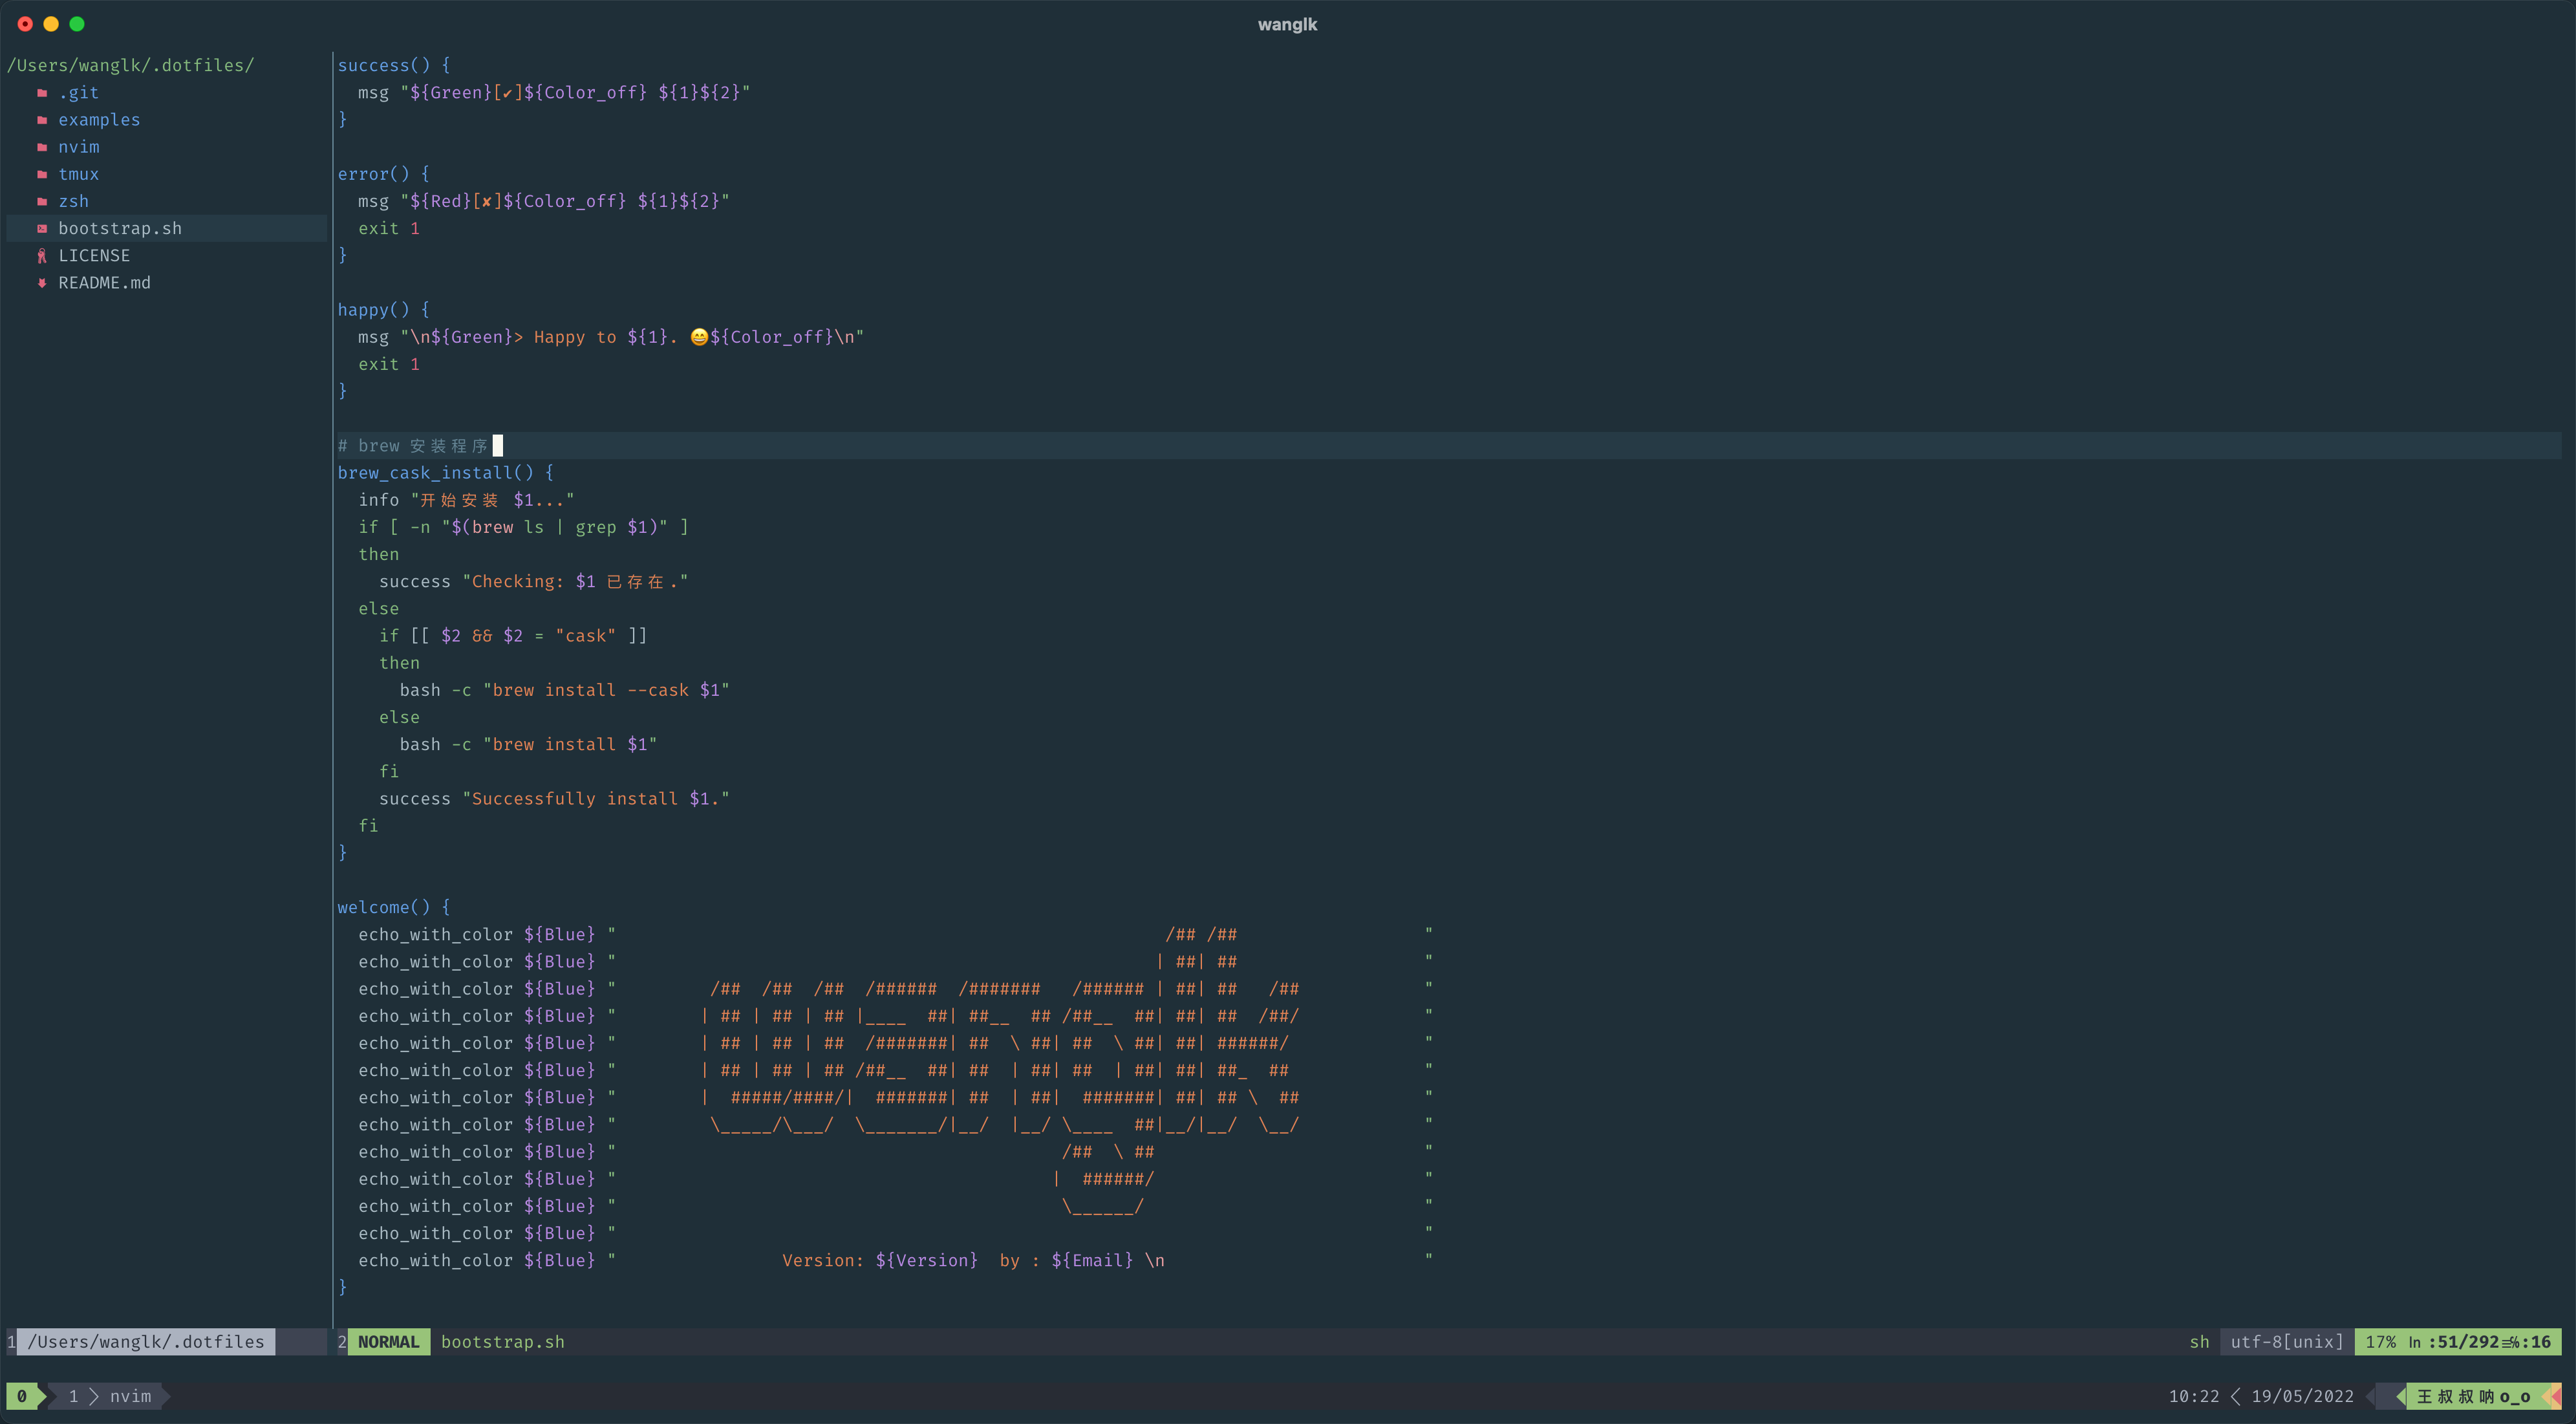 wanglk
/Users/wanglk/.dotfiles/
.git
examples
nvim
tmux
zsh
bootstrap.sh
LICENSE
README.md
success() {
  msg "${Green}[✔]${Color_off} ${1}${2}"
}

error() {
  msg "${Red}[✘]${Color_off} ${1}${2}"
  exit 1
}

happy() {
  msg "\n${Green}> Happy to ${1}. 😄${Color_off}\n"
  exit 1
}

# brew 安装程序
brew_cask_install() {
  info "开始安装 $1..."
  if [ -n "$(brew ls | grep $1)" ]
  then
    success "Checking: $1 已存在."
  else
    if [[ $2 && $2 = "cask" ]]
    then
      bash -c "brew install --cask $1"
    else
      bash -c "brew install $1"
    fi
    success "Successfully install $1."
  fi
}

welcome() {
  echo_with_color ${Blue} "                                                     /## /##                  "
  echo_with_color ${Blue} "                                                    | ##| ##                  "
  echo_with_color ${Blue} "         /##  /##  /##  /######  /#######   /###### | ##| ##   /##            "
  echo_with_color ${Blue} "        | ## | ## | ## |____  ##| ##__  ## /##__  ##| ##| ##  /##/            "
  echo_with_color ${Blue} "        | ## | ## | ##  /#######| ##  \ ##| ##  \ ##| ##| ######/             "
  echo_with_color ${Blue} "        | ## | ## | ## /##__  ##| ##  | ##| ##  | ##| ##| ##_  ##             "
  echo_with_color ${Blue} "        |  #####/####/|  #######| ##  | ##|  #######| ##| ## \  ##            "
  echo_with_color ${Blue} "         \_____/\___/  \_______/|__/  |__/ \____  ##|__/|__/  \__/            "
  echo_with_color ${Blue} "                                           /##  \ ##                          "
  echo_with_color ${Blue} "                                          |  ######/                          "
  echo_with_color ${Blue} "                                           \______/                           "
  echo_with_color ${Blue} "                                                                              "
  echo_with_color ${Blue} "                Version: ${Version}  by : ${Email} \n                         "
}
1 /Users/wanglk/.dotfiles
2 NORMAL bootstrap.sh sh utf-8[unix] 17% ln :51/292≡%:16
0 1 > nvim 10:22 < 19/05/2022 王叔叔呐o_o